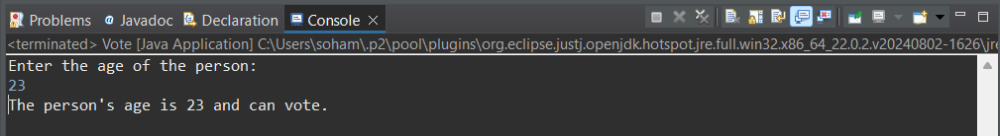 Problems Javadoc Declaration Console
<terminated> Vote [Java Application] C:\Users\soham\.p2\pool\plugins\org.eclipse.justj.openjdk.hotspot.jre.full.win32.x86_64_22.0.2.v20240802-1626\jre
Enter the age of the person:
23
The person's age is 23 and can vote.